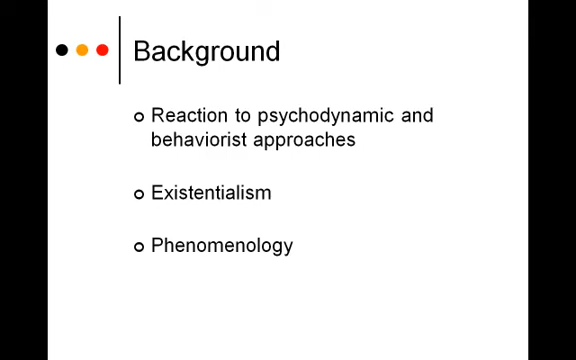 Background
Reaction to psychodynamic and
behaviorist approaches
Existentialism
Phenomenology